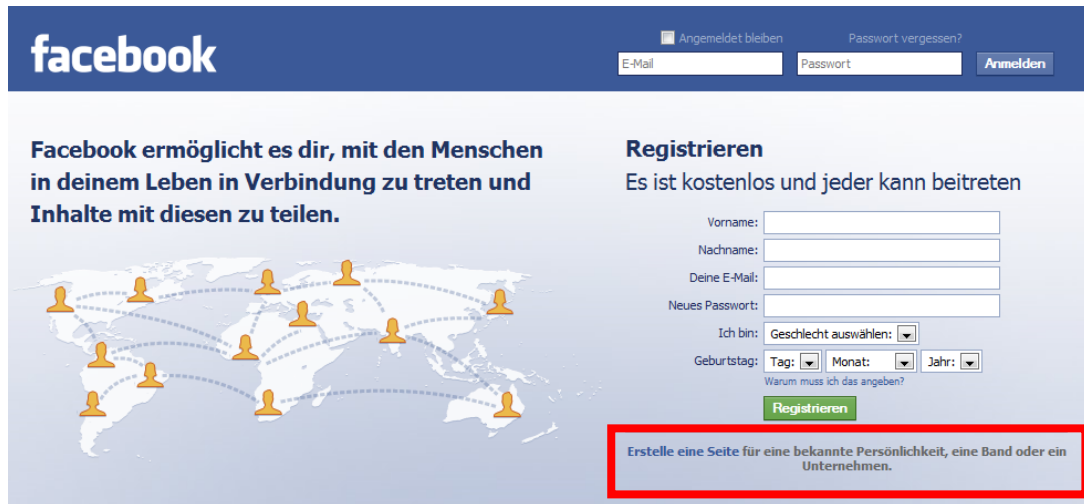 facebook
Angemeldet bleiben
Passwort vergessen?
E-Mail
Passwort
Anmelden
Facebook ermöglicht es dir, mit den Menschen
in deinem Leben in Verbindung zu treten und
Inhalte mit diesen zu teilen.
Registrieren
Es ist kostenlos und jeder kann beitreten
Vorname:
Nachname:
Deine E-Mail:
Neues Passwort:
Ich bin: Geschlecht auswählen:
Geburtstag: Tag: Monat: Jahr:
Warum muss ich das angeben?
Registrieren
Erstelle eine Seite für eine bekannte Persönlichkeit, eine Band oder ein
Unternehmen.